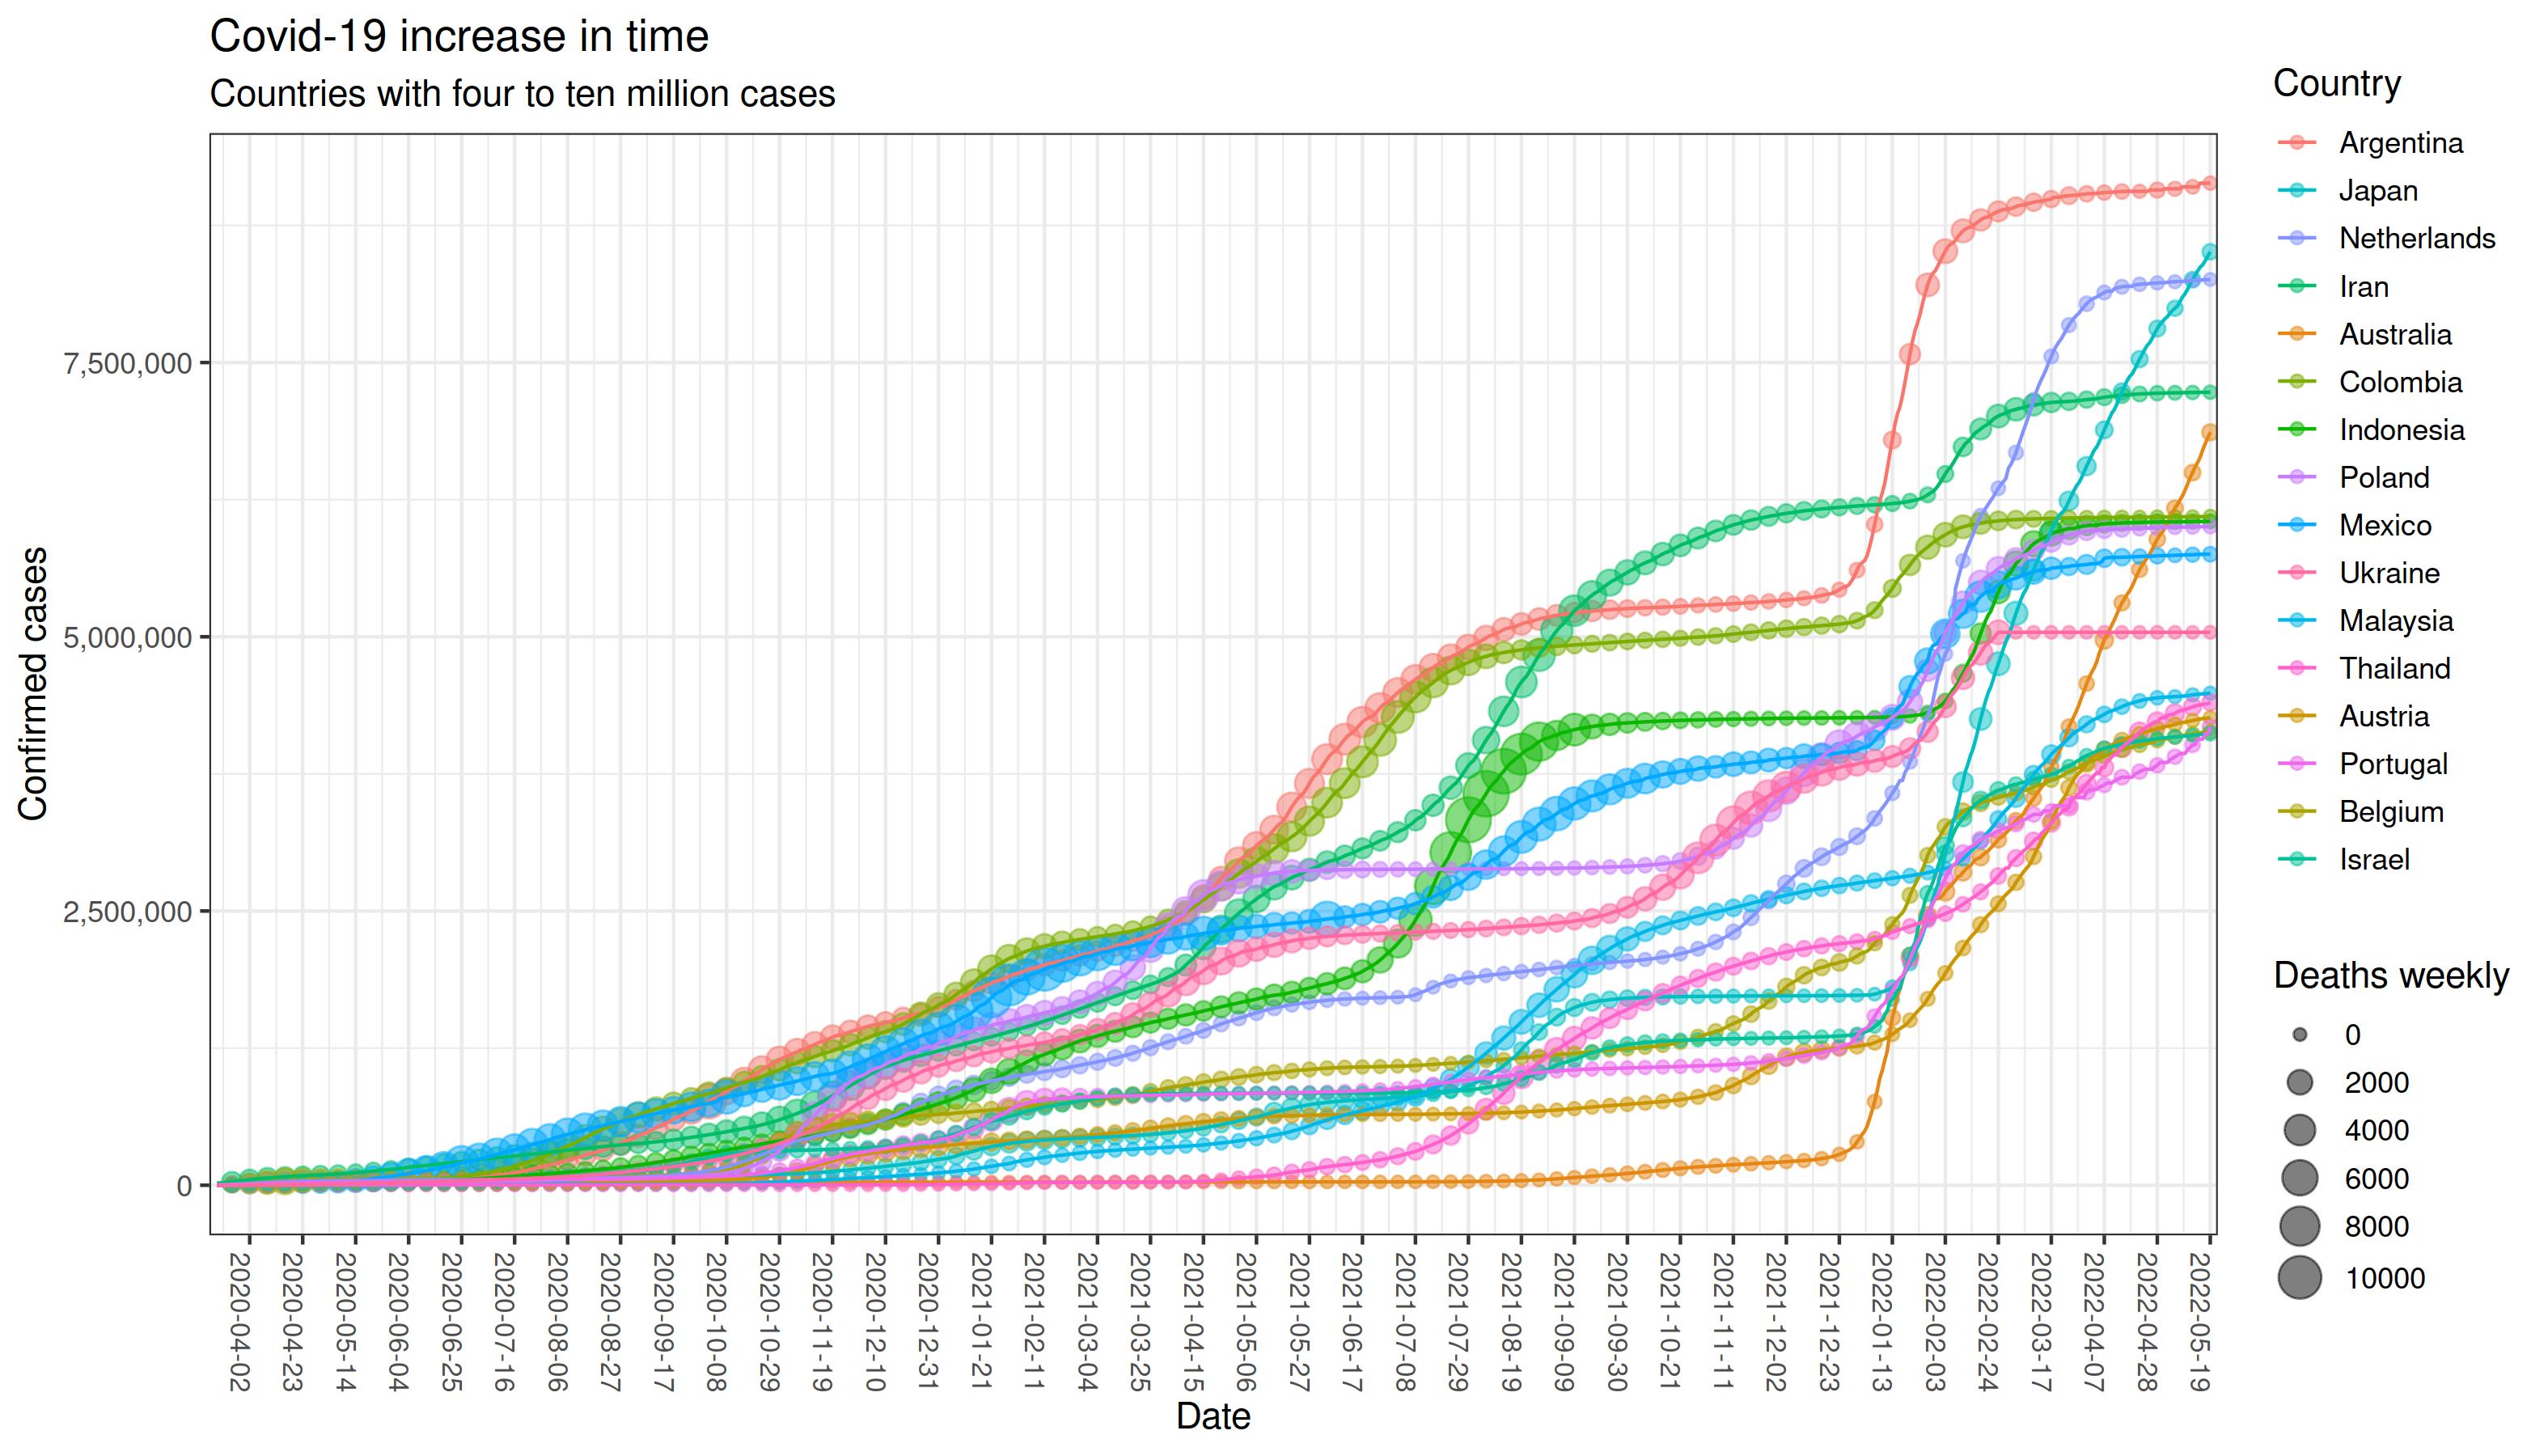 Covid-19 increase in time
Countries with four to ten million cases
Confirmed cases
7,500,000
5,000,000
2,500,000
0
2020-04-02
2020-04-23
2020-05-14
2020-06-04
2020-06-25
2020-07-16
2020-08-06
2020-08-27
2020-09-17
2020-10-08
2020-10-29
2020-11-19
2020-12-10
2020-12-31
2021-01-21
2021-02-11
2021-03-04
2021-03-25
2021-04-15
2021-05-06
2021-05-27
2021-06-17
2021-07-08
2021-07-29
2021-08-19
2021-09-09
2021-09-30
2021-10-21
2021-11-11
2021-12-02
2021-12-23
2022-01-13
2022-02-03
2022-02-24
2022-03-17
2022-04-07
2022-04-28
2022-05-19
Date
Country
Argentina
Japan
Netherlands
Iran
Australia
Colombia
Indonesia
Poland
Mexico
Ukraine
Malaysia
Thailand
Austria
Portugal
Belgium
Israel
Deaths weekly
0
2000
4000
6000
8000
10000